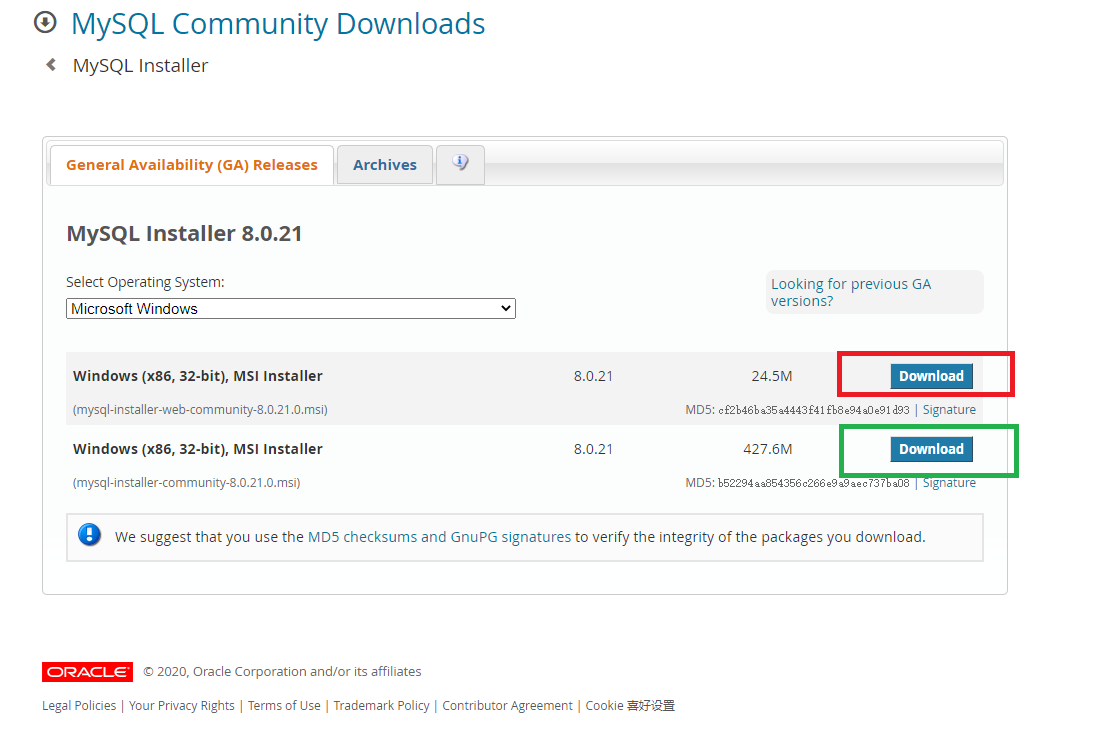 MySQL Community Downloads
MySQL Installer
General Availability (GA) Releases
Archives
MySQL Installer 8.0.21
Select Operating System:
Microsoft Windows
Looking for previous GA
versions?
Windows (x86, 32-bit), MSI Installer 8.0.21 24.5M Download
(mysql-installer-web-community-8.0.21.0.msi) MD5: cf2b46ba35a4443f41fb8e94a0e91d93 | Signature
Windows (x86, 32-bit), MSI Installer 8.0.21 427.6M Download
(mysql-installer-community-8.0.21.0.msi) MD5: b52294aa854356c266e9a9aec737ba08 | Signature
We suggest that you use the MD5 checksums and GnuPG signatures to verify the integrity of the packages you download.
ORACLE © 2020, Oracle Corporation and/or its affiliates
Legal Policies | Your Privacy Rights | Terms of Use | Trademark Policy | Contributor Agreement | Cookie 喜好设置